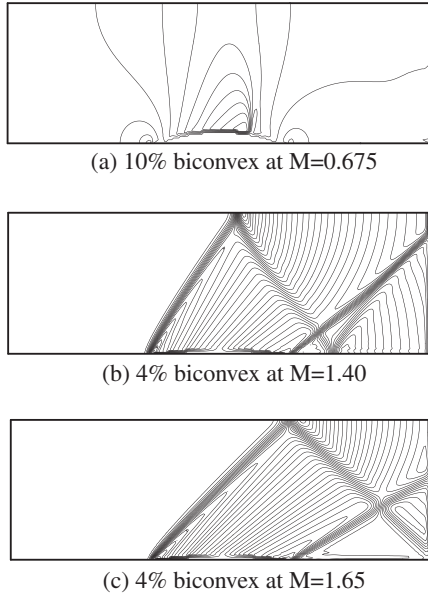 (a) 10% biconvex at M=0.675
(b) 4% biconvex at M=1.40
(c) 4% biconvex at M=1.65